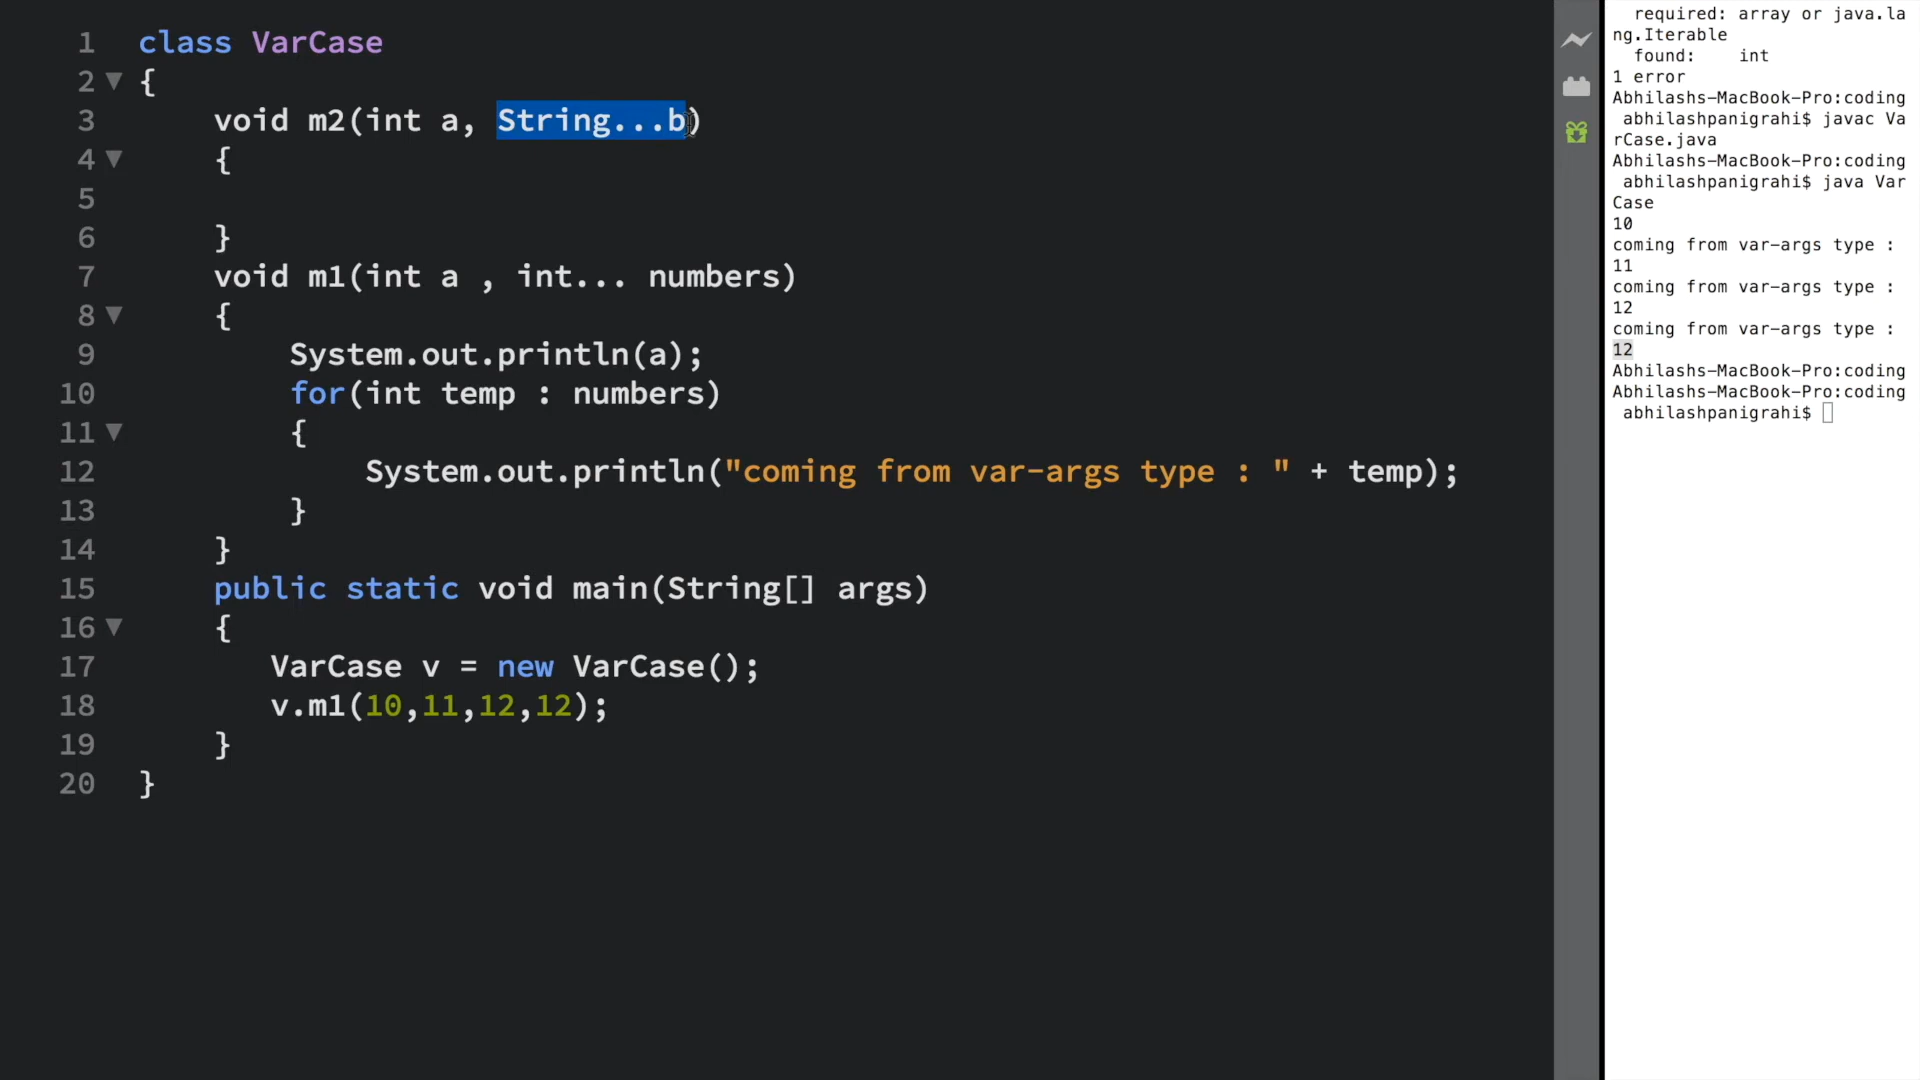 1 class VarCase
2 {
3 void m2(int a, String...b)
4 {
5
6 }
7 void m1(int a , int... numbers)
8 {
9 System.out.println(a);
10 for(int temp : numbers)
11 {
12 System.out.println("coming from var-args type : " + temp);
13 }
14 }
15 public static void main(String[] args)
16 {
17 VarCase v = new VarCase();
18 v.m1(10,11,12,12);
19 }
20 }
required: array or java.la
ng.Iterable
found: int
1 error
Abhilashs-MacBook-Pro:coding
abhilashpanigrahi$ javac Va
rCase.java
Abhilashs-MacBook-Pro:coding
abhilashpanigrahi$ java Var
Case
10
coming from var-args type :
11
coming from var-args type :
12
coming from var-args type :
12
Abhilashs-MacBook-Pro:coding
Abhilashs-MacBook-Pro:coding
abhilashpanigrahi$